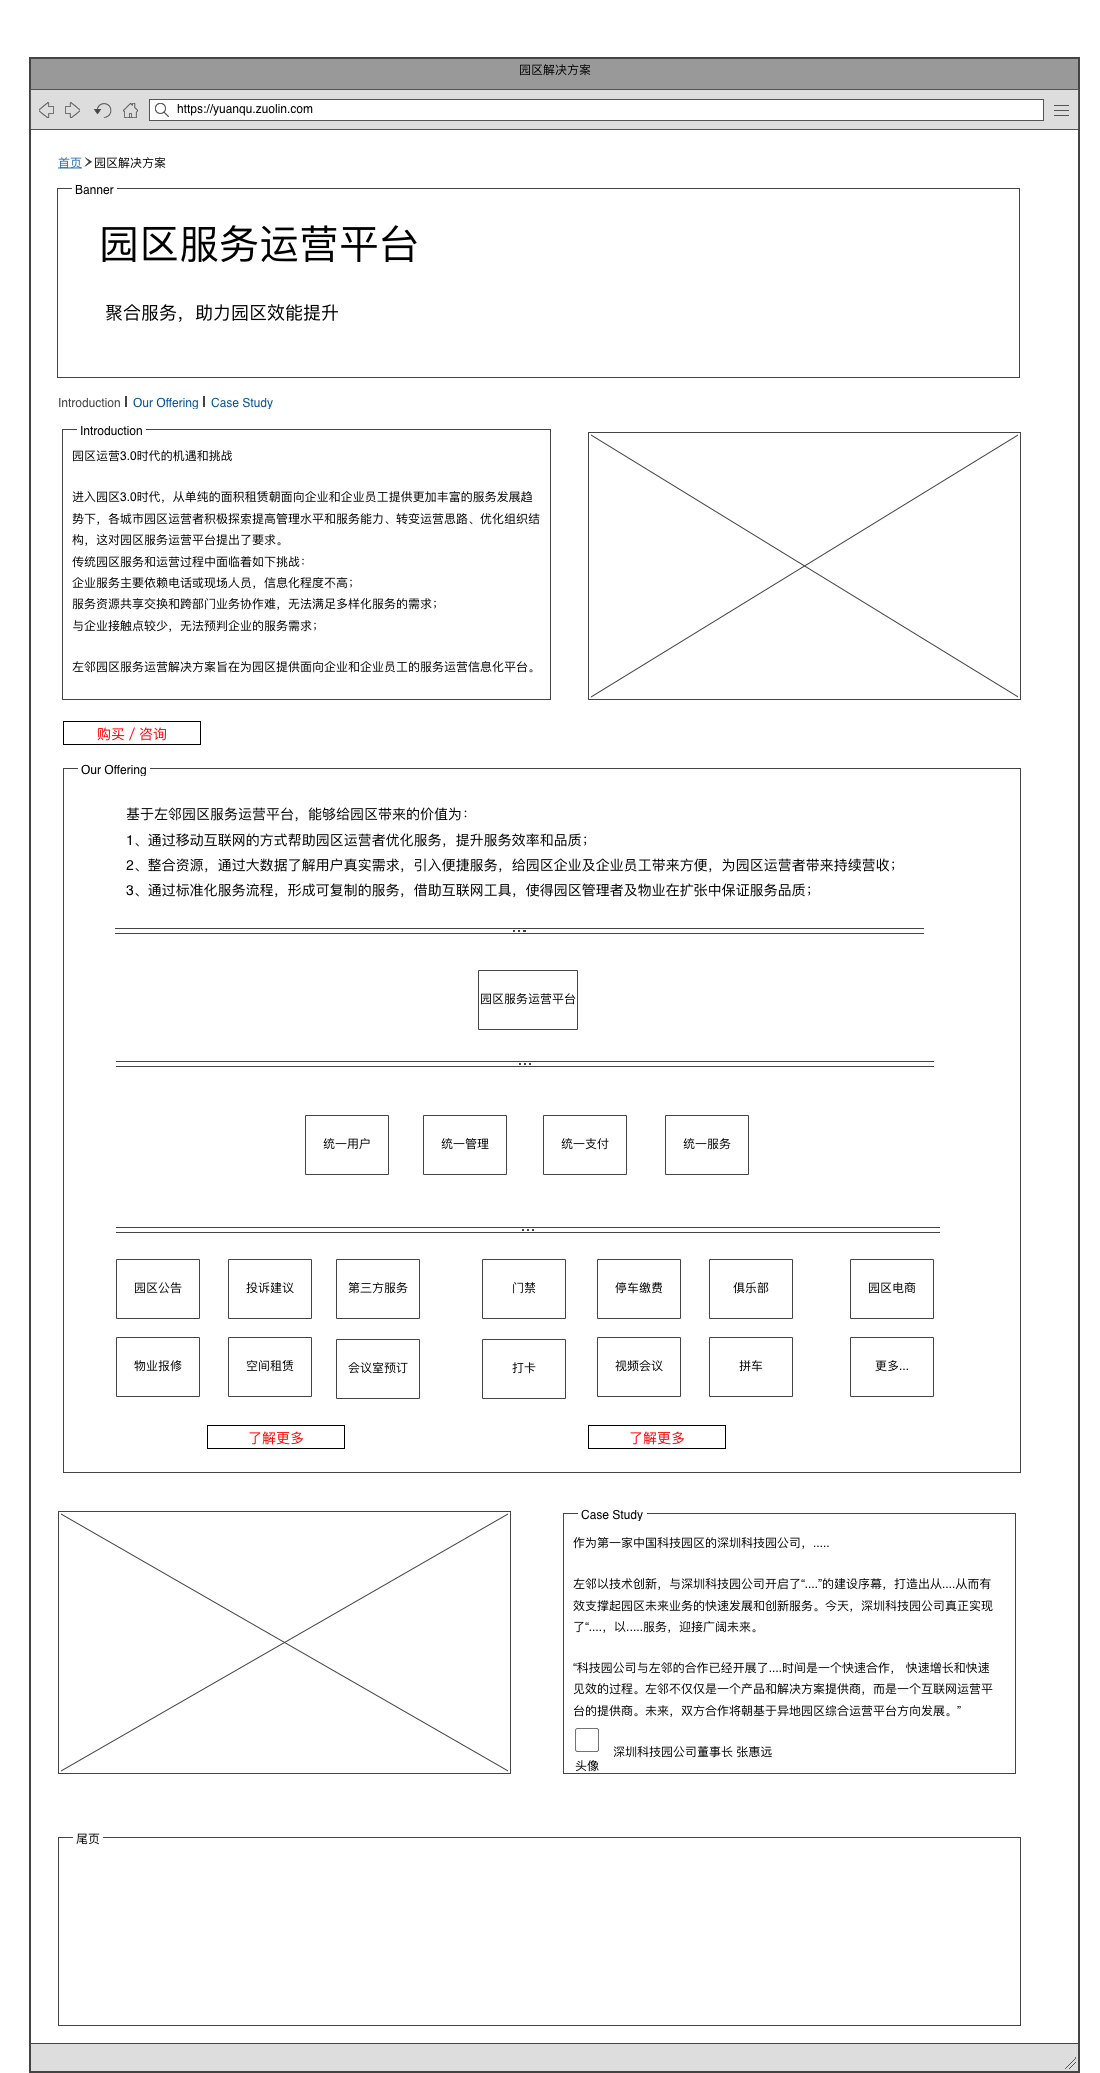 园区解决方案
https://yuanqu.zuolin.com
首页 > 园区解决方案
Banner
园区服务运营平台
聚合服务，助力园区效能提升
Introduction | Our Offering | Case Study
Introduction
园区运营3.0时代的机遇和挑战
进入园区3.0时代，从单纯的面积租赁朝面向企业和企业员工提供更加丰富的服务发展趋
势下，各城市园区运营者积极探索提高管理水平和服务能力、转变运营思路、优化组织结
构，这对园区服务运营平台提出了要求。
传统园区服务和运营过程中面临着如下挑战：
企业服务主要依赖电话或现场人员，信息化程度不高；
服务资源共享交换和跨部门业务协作难，无法满足多样化服务的需求；
与企业接触点较少，无法预判企业的服务需求；
左邻园区服务运营解决方案旨在为园区提供面向企业和企业员工的服务运营信息化平台。
购买 / 咨询
Our Offering
基于左邻园区服务运营平台，能够给园区带来的价值为：
1、通过移动互联网的方式帮助园区运营者优化服务，提升服务效率和品质；
2、整合资源，通过大数据了解用户真实需求，引入便捷服务，给园区企业及企业员工带来方便，为园区运营者带来持续营收；
3、通过标准化服务流程，形成可复制的服务，借助互联网工具，使得园区管理者及物业在扩张中保证服务品质；
园区服务运营平台
统一用户 统一管理 统一支付 统一服务
园区公告 投诉建议 第三方服务 门禁 停车缴费 俱乐部 园区电商
物业报修 空间租赁 会议室预订 打卡 视频会议 拼车 更多...
了解更多 了解更多
Case Study
作为第一家中国科技园区的深圳科技园公司，.....
左邻以技术创新，与深圳科技园公司开启了“....”的建设序幕，打造出从....从而有
效支撑起园区未来业务的快速发展和创新服务。今天，深圳科技园公司真正实现
了“....，以.....服务，迎接广阔未来。
“科技园公司与左邻的合作已经开展了....时间是一个快速合作， 快速增长和快速
见效的过程。左邻不仅仅是一个产品和解决方案提供商，而是一个互联网运营平
台的提供商。未来，双方合作将朝基于异地园区综合运营平台方向发展。”
深圳科技园公司董事长 张惠远
头像
尾页